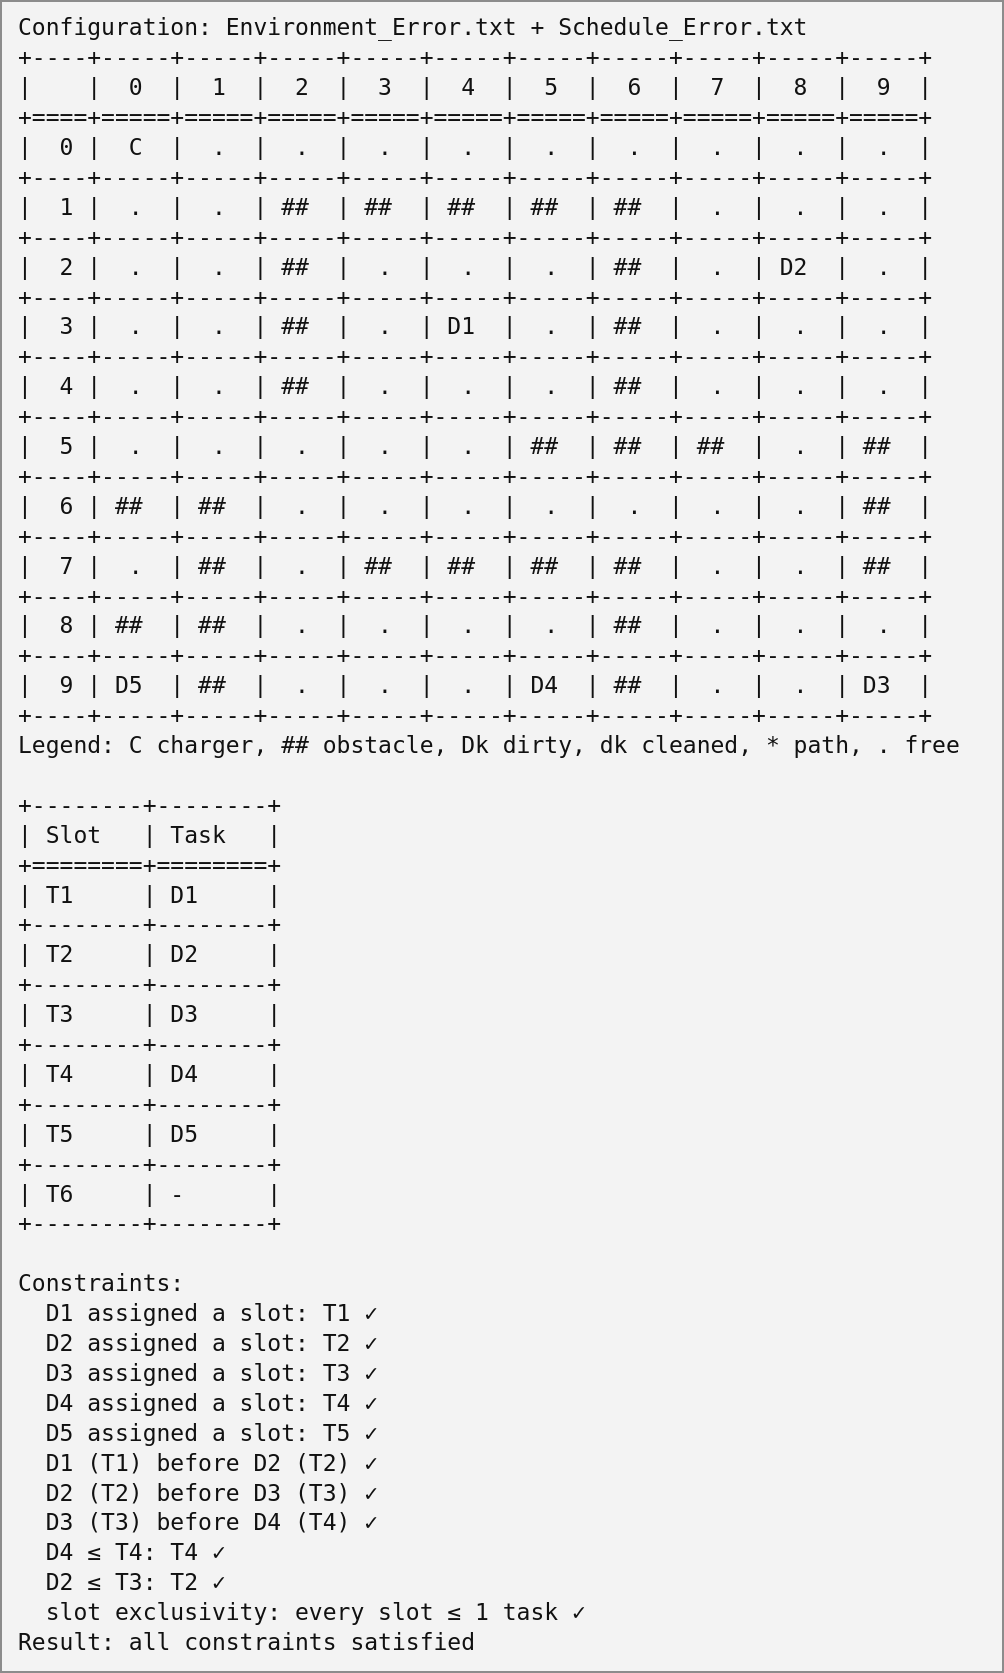 Configuration: Environment_Error.txt + Schedule_Error.txt
+----+-----+-----+-----+-----+-----+-----+-----+-----+-----+-----+
|    |  0  |  1  |  2  |  3  |  4  |  5  |  6  |  7  |  8  |  9  |
+====+=====+=====+=====+=====+=====+=====+=====+=====+=====+=====+
|  0 |  C  |  .  |  .  |  .  |  .  |  .  |  .  |  .  |  .  |  .  |
+----+-----+-----+-----+-----+-----+-----+-----+-----+-----+-----+
|  1 |  .  |  .  | ##  | ##  | ##  | ##  | ##  |  .  |  .  |  .  |
+----+-----+-----+-----+-----+-----+-----+-----+-----+-----+-----+
|  2 |  .  |  .  | ##  |  .  |  .  |  .  | ##  |  .  | D2  |  .  |
+----+-----+-----+-----+-----+-----+-----+-----+-----+-----+-----+
|  3 |  .  |  .  | ##  |  .  | D1  |  .  | ##  |  .  |  .  |  .  |
+----+-----+-----+-----+-----+-----+-----+-----+-----+-----+-----+
|  4 |  .  |  .  | ##  |  .  |  .  |  .  | ##  |  .  |  .  |  .  |
+----+-----+-----+-----+-----+-----+-----+-----+-----+-----+-----+
|  5 |  .  |  .  |  .  |  .  |  .  | ##  | ##  | ##  |  .  | ##  |
+----+-----+-----+-----+-----+-----+-----+-----+-----+-----+-----+
|  6 | ##  | ##  |  .  |  .  |  .  |  .  |  .  |  .  |  .  | ##  |
+----+-----+-----+-----+-----+-----+-----+-----+-----+-----+-----+
|  7 |  .  | ##  |  .  | ##  | ##  | ##  | ##  |  .  |  .  | ##  |
+----+-----+-----+-----+-----+-----+-----+-----+-----+-----+-----+
|  8 | ##  | ##  |  .  |  .  |  .  |  .  | ##  |  .  |  .  |  .  |
+----+-----+-----+-----+-----+-----+-----+-----+-----+-----+-----+
|  9 | D5  | ##  |  .  |  .  |  .  | D4  | ##  |  .  |  .  | D3  |
+----+-----+-----+-----+-----+-----+-----+-----+-----+-----+-----+
Legend: C charger, ## obstacle, Dk dirty, dk cleaned, * path, . free
+--------+--------+
| Slot   | Task   |
+========+========+
| T1     | D1     |
+--------+--------+
| T2     | D2     |
+--------+--------+
| T3     | D3     |
+--------+--------+
| T4     | D4     |
+--------+--------+
| T5     | D5     |
+--------+--------+
| T6     | -      |
+--------+--------+
Constraints:
  D1 assigned a slot: T1 ✓
  D2 assigned a slot: T2 ✓
  D3 assigned a slot: T3 ✓
  D4 assigned a slot: T4 ✓
  D5 assigned a slot: T5 ✓
  D1 (T1) before D2 (T2) ✓
  D2 (T2) before D3 (T3) ✓
  D3 (T3) before D4 (T4) ✓
  D4 ≤ T4: T4 ✓
  D2 ≤ T3: T2 ✓
  slot exclusivity: every slot ≤ 1 task ✓
Result: all constraints satisfied